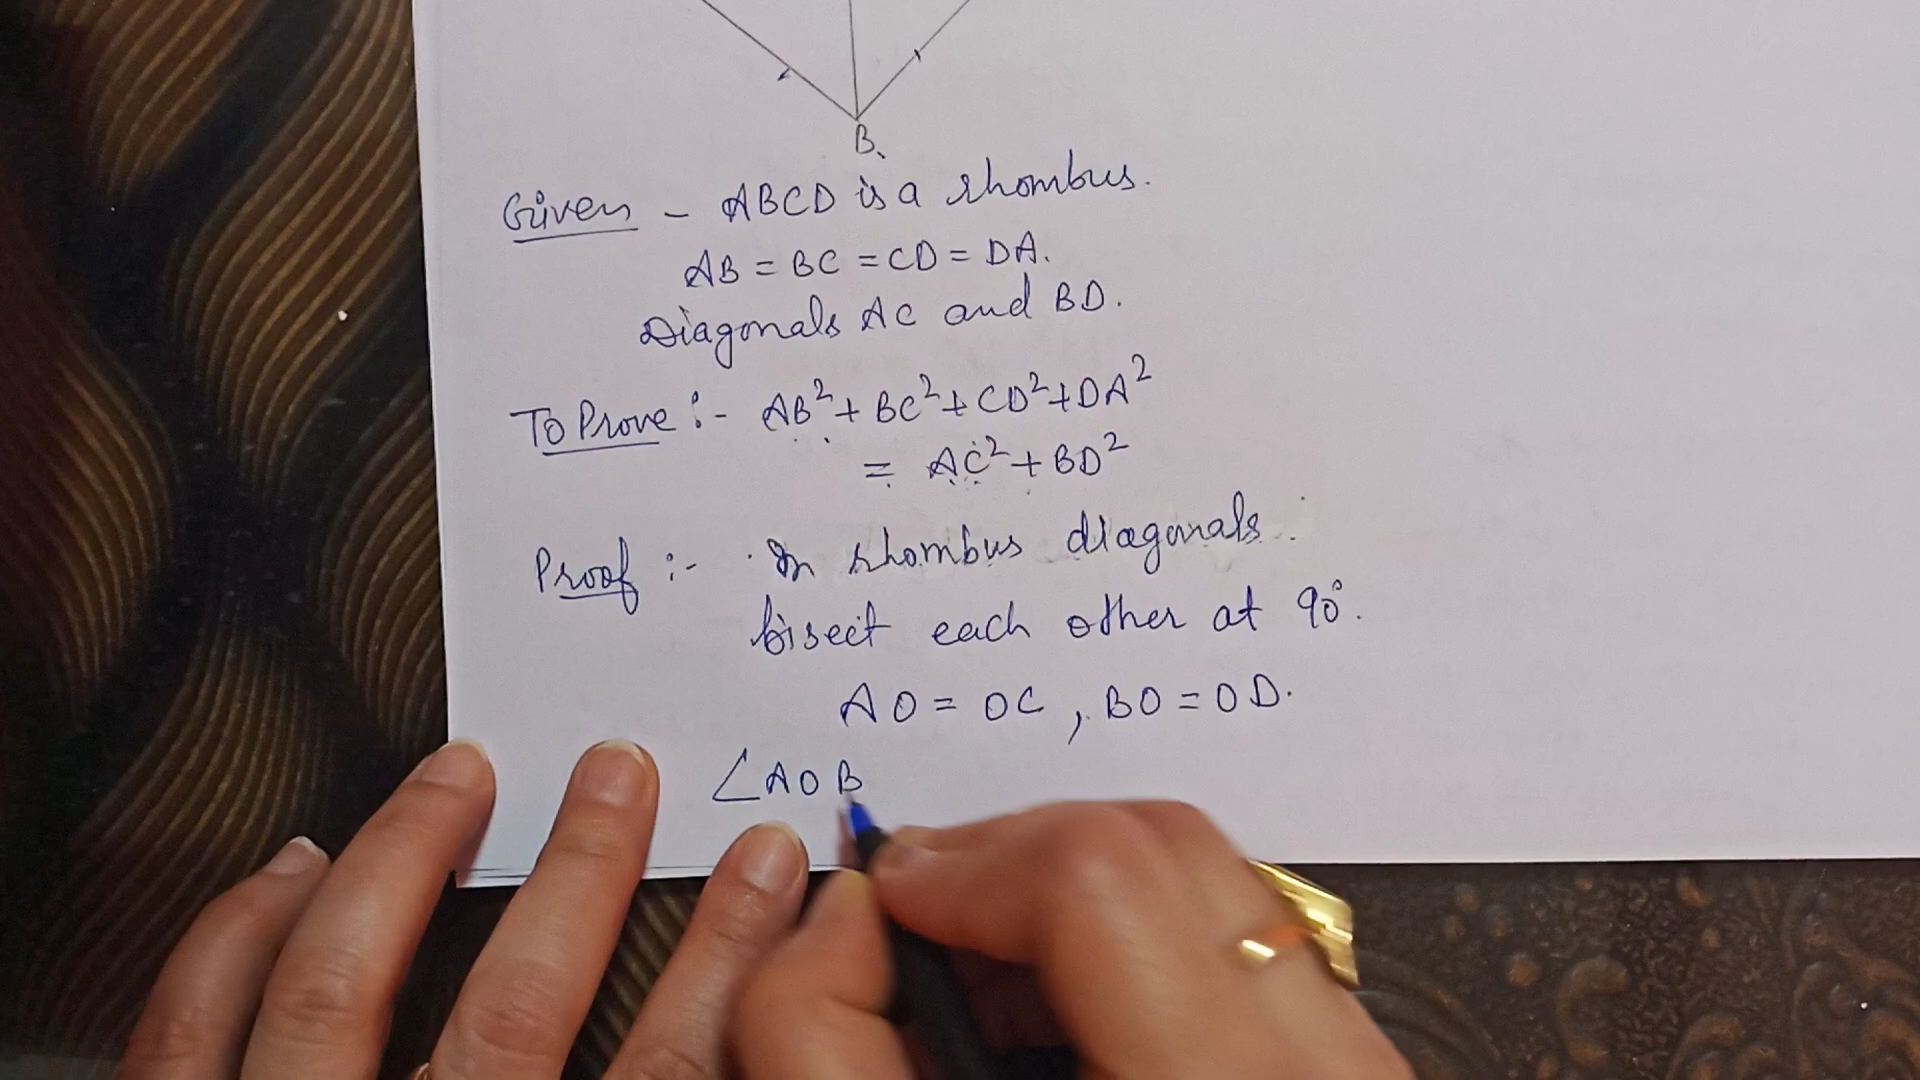 B
Given - ABCD is a rhombus.
AB = BC = CD = DA.
Diagonals AC and BD.
To Prove :- AB² + BC² + CD² + DA²
= AC² + BD²
Proof :- In rhombus diagonals
bisect each other at 90°.
AO = OC , BO = OD.
∠AOB